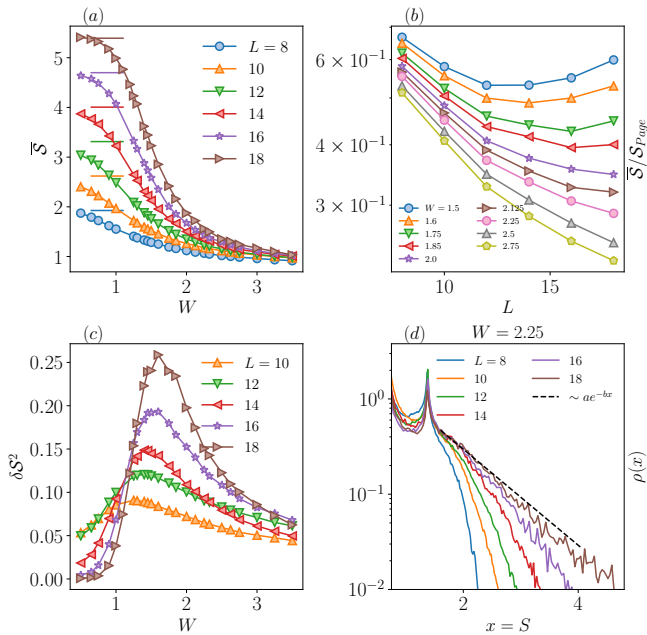 (a)
5
4
3
2
1
S̅
L = 8
10
12
14
16
18
1
2
3
W
(b)
6 × 10⁻¹
4 × 10⁻¹
3 × 10⁻¹
S̅/S_Page
W = 1.5
1.6
1.75
1.85
2.0
2.125
2.25
2.5
2.75
10
15
L
(c)
0.25
0.20
0.15
0.10
0.05
0.00
δS²
L = 10
12
14
16
18
1
2
3
W
(d)
W = 2.25
L = 8
10
12
14
16
18
~ ae^{-bx}
10⁰
10⁻¹
10⁻²
ρ(x)
2
4
x = S